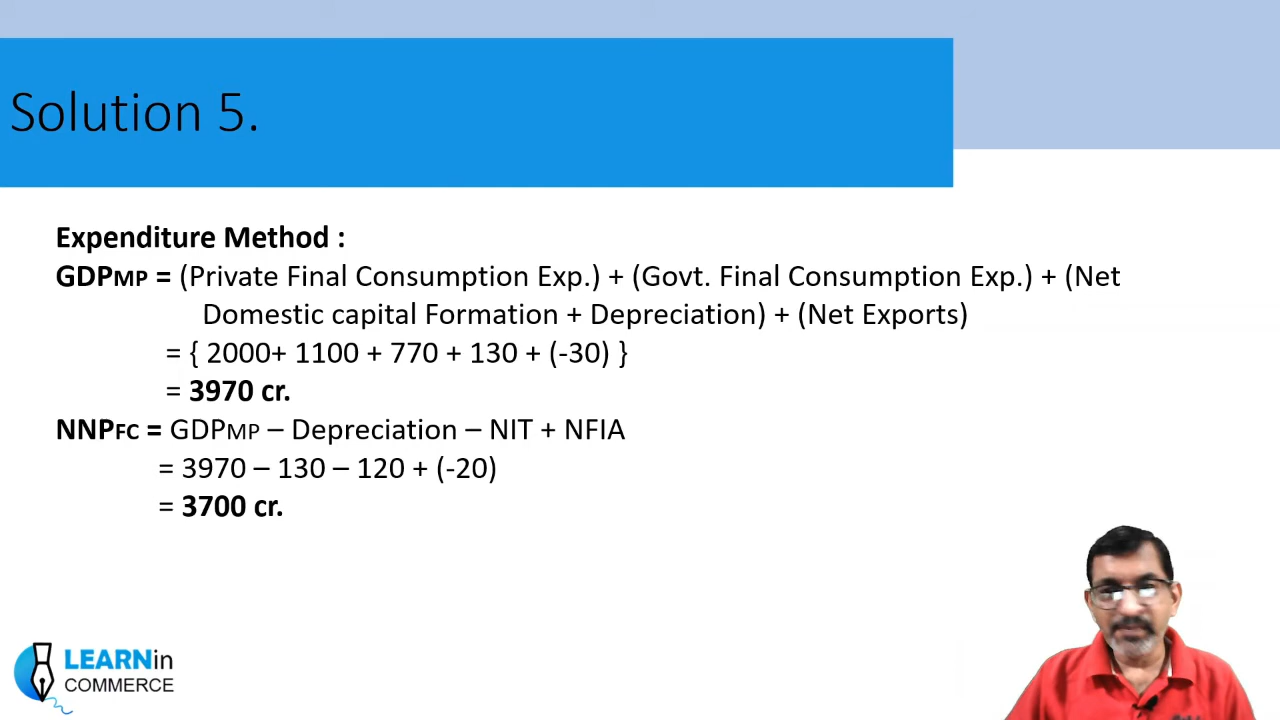 Solution 5.
Expenditure Method :
GDPMP = (Private Final Consumption Exp.) + (Govt. Final Consumption Exp.) + (Net
Domestic capital Formation + Depreciation) + (Net Exports)
= { 2000+ 1100 + 770 + 130 + (-30) }
= 3970 cr.
NNPFC = GDPMP – Depreciation – NIT + NFIA
= 3970 – 130 – 120 + (-20)
= 3700 cr.
LEARNin
COMMERCE